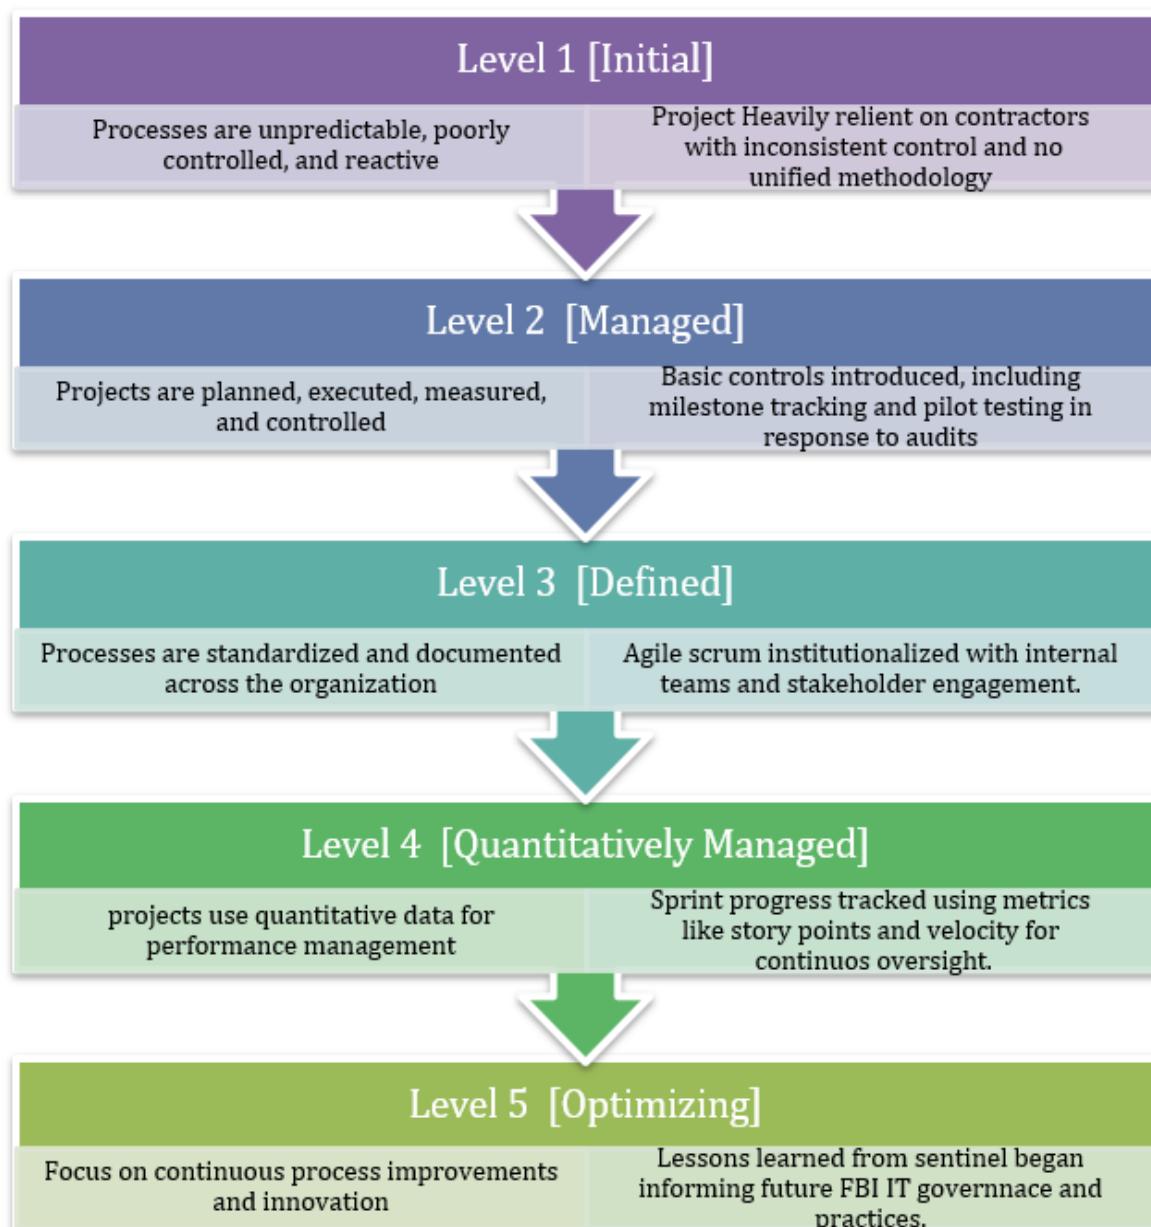 Level 1 [Initial]
Processes are unpredictable, poorly
controlled, and reactive
Project Heavily relient on contractors
with inconsistent control and no
unified methodology
Level 2 [Managed]
Projects are planned, executed, measured,
and controlled
Basic controls introduced, including
milestone tracking and pilot testing in
response to audits
Level 3 [Defined]
Processes are standardized and documented
across the organization
Agile scrum institutionalized with internal
teams and stakeholder engagement.
Level 4 [Quantitatively Managed]
projects use quantitative data for
performance management
Sprint progress tracked using metrics
like story points and velocity for
continuos oversight.
Level 5 [Optimizing]
Focus on continuous process improvements
and innovation
Lessons learned from sentinel began
informing future FBI IT governnace and
practices.